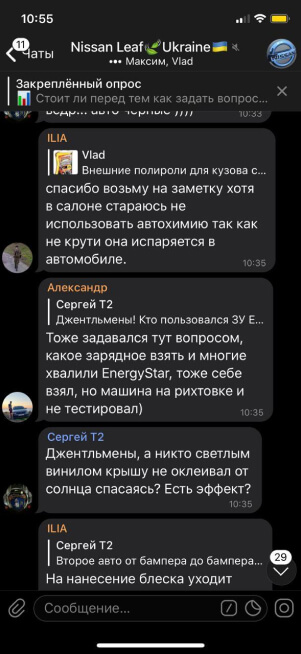 10:55
11
Чаты
Nissan Leaf🍃Ukraine🇺🇦
••• Максим, Vlad
Закреплённый опрос
📊 Стоит ли перед тем как задать вопрос...
10:33
ILIA
Vlad
Внешние полироли для кузова с...
спасибо возьму на заметку хотя
в салоне стараюсь не
использовать автохимию так как
не крути она испаряется в
автомобиле.
10:35
Александр
Сергей Т2
Джентльмены! Кто пользовался ЗУ E...
Тоже задавался тут вопросом,
какое зарядное взять и многие
хвалили EnergyStar, тоже себе
взял, но машина на рихтовке и
не тестировал)
10:35
Сергей Т2
Джентльмены, а никто светлым
винилом крышу не оклеивал от
солнца спасаясь? Есть эффект?
10:35
ILIA
Сергей Т2
Второе авто от бампера до бампера...
На нанесение блеска уходит
29
Сообщение...